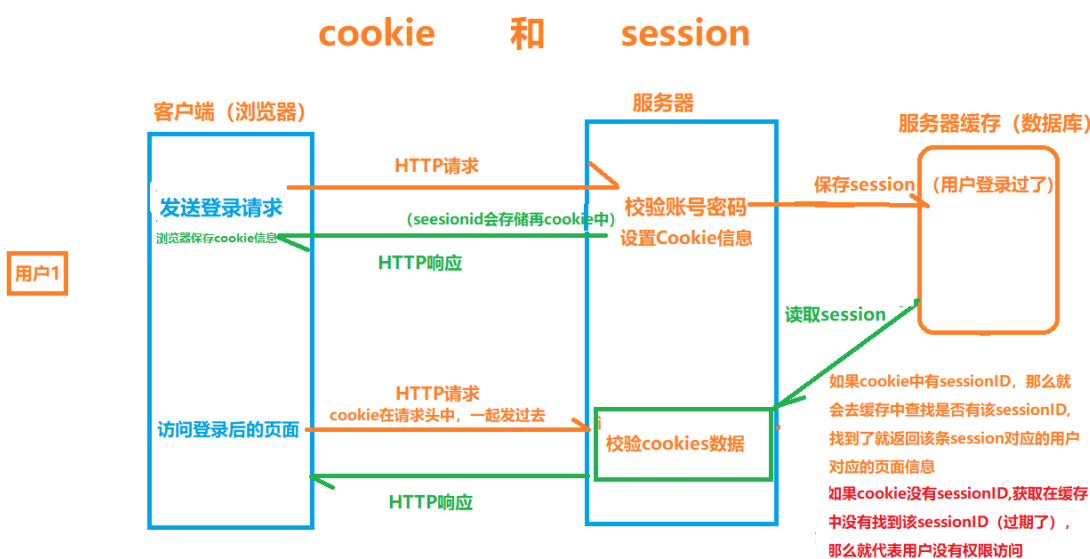 cookie 和 session
客户端（浏览器）
服务器
服务器缓存（数据库）
HTTP请求
发送登录请求
校验账号密码
保存session（用户登录过了）
（seesionid会存储再cookie中）
浏览器保存cookie信息
设置Cookie信息
HTTP响应
用户1
读取session
HTTP请求
cookie在请求头中，一起发过去
访问登录后的页面
校验cookies数据
HTTP响应
如果cookie中有sessionID，那么就
会去缓存中查找是否有该sessionID,
找到了就返回该条session对应的用户
对应的页面信息
如果cookie没有sessionID,获取在缓存
中没有找到该sessionID（过期了），
那么就代表用户没有权限访问